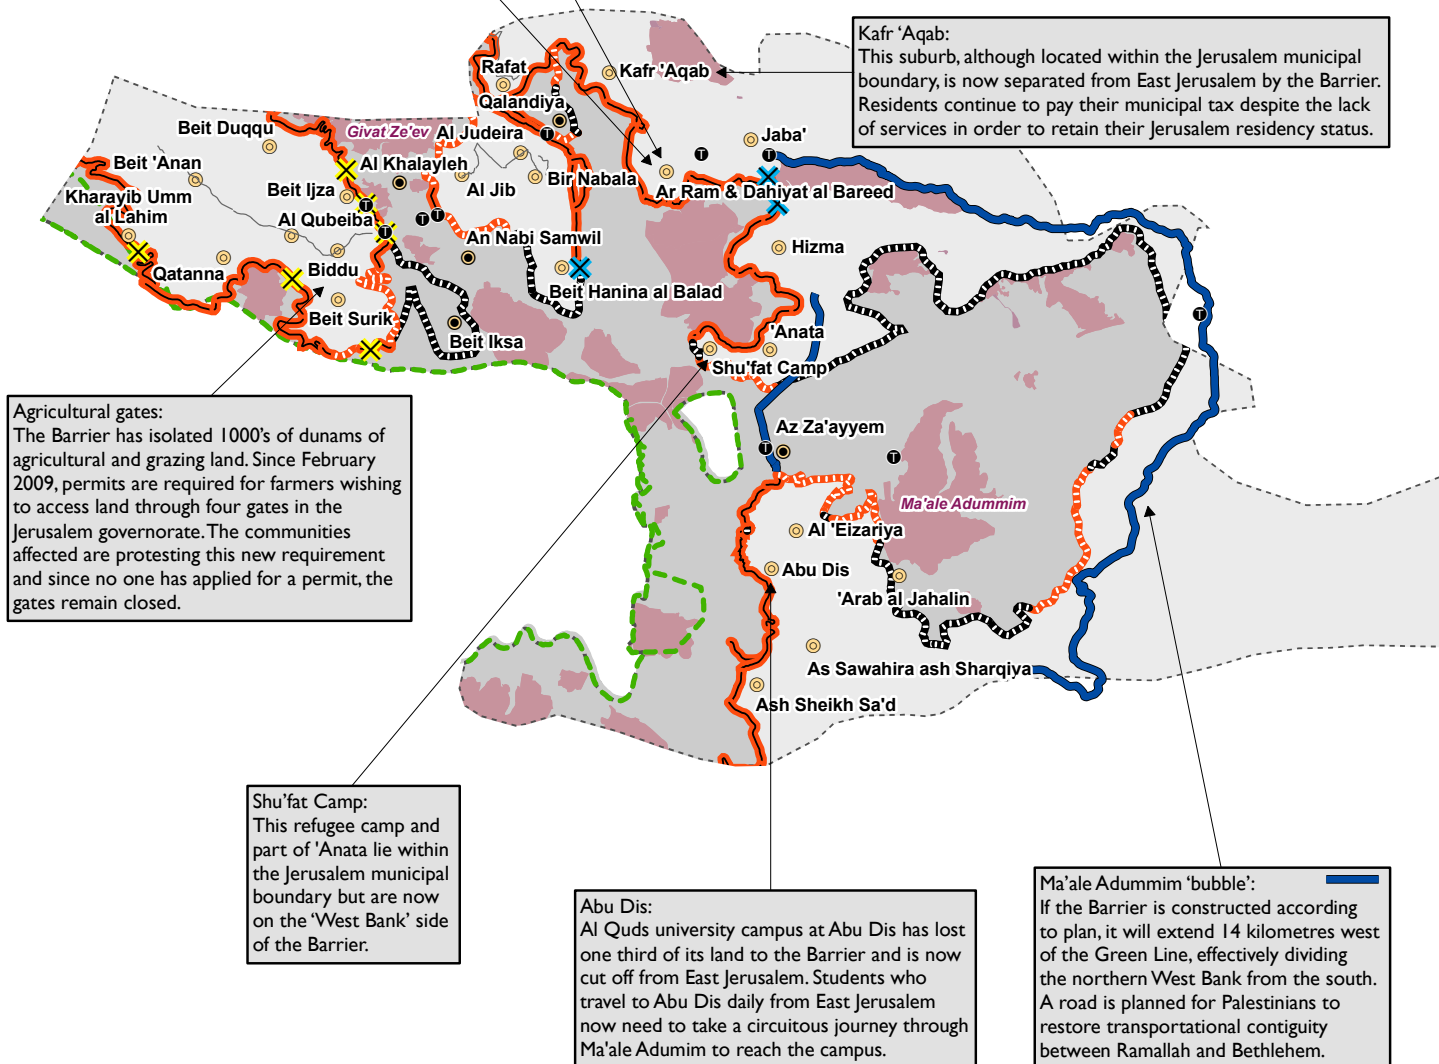 Kafr ‘Aqab:
This suburb, although located within the Jerusalem municipal
boundary, is now separated from East Jerusalem by the Barrier.
Residents continue to pay their municipal tax despite the lack
of services in order to retain their Jerusalem residency status.
Rafat
Kafr 'Aqab
Qalandiya
Beit Duqqu
Givat Ze'ev
Al Judeira
Jaba'
Beit 'Anan
Al Khalayleh
Kharayib Umm
al Lahim
Beit Ijza
Al Jib
Bir Nabala
Ar Ram & Dahiyat al Bareed
Al Qubeiba
An Nabi Samwil
Hizma
Qatanna
Biddu
Beit Hanina al Balad
Beit Surik
Beit Iksa
'Anata
Shu'fat Camp
Az Za'ayyem
Ma'ale Adummim
Al 'Eizariya
Abu Dis
'Arab al Jahalin
As Sawahira ash Sharqiya
Ash Sheikh Sa'd
T
T
T
T
T
T
T
T
T
T
Agricultural gates:
The Barrier has isolated 1000’s of dunams of
agricultural and grazing land. Since February
2009, permits are required for farmers wishing
to access land through four gates in the
Jerusalem governorate. The communities
affected are protesting this new requirement
and since no one has applied for a permit, the
gates remain closed.
Shu’fat Camp:
This refugee camp and
part of 'Anata lie within
the Jerusalem municipal
boundary but are now
on the ‘West Bank’ side
of the Barrier.
Abu Dis:
Al Quds university campus at Abu Dis has lost
one third of its land to the Barrier and is now
cut off from East Jerusalem. Students who
travel to Abu Dis daily from East Jerusalem
now need to take a circuitous journey through
Ma'ale Adumim to reach the campus.
Ma’ale Adummim ‘bubble’:
If the Barrier is constructed according
to plan, it will extend 14 kilometres west
of the Green Line, effectively dividing
the northern West Bank from the south.
A road is planned for Palestinians to
restore transportational contiguity
between Ramallah and Bethlehem.